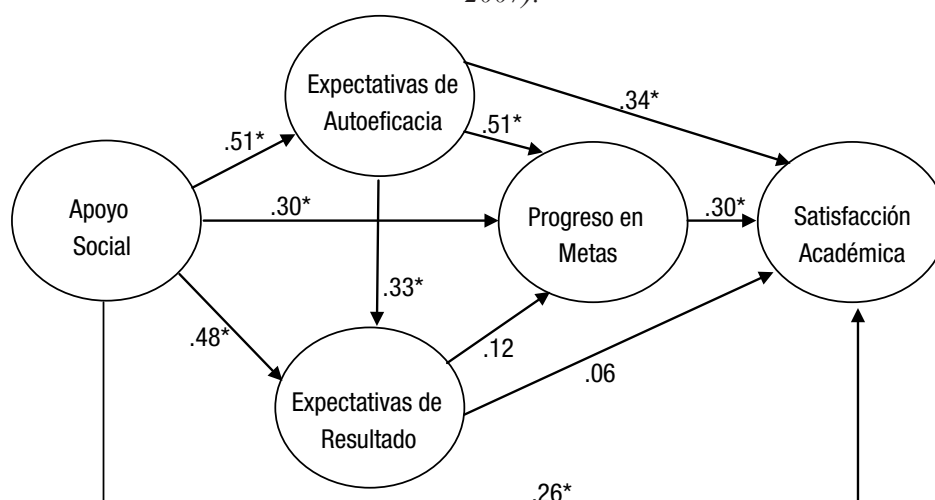 2007).
Expectativas de
Autoeficacia
.34*
.51*
.51*
Apoyo
Social
.30*
Progreso en
Metas
.30*
Satisfacción
Académica
.33*
.48*
.12
.06
Expectativas de
Resultado
.26*